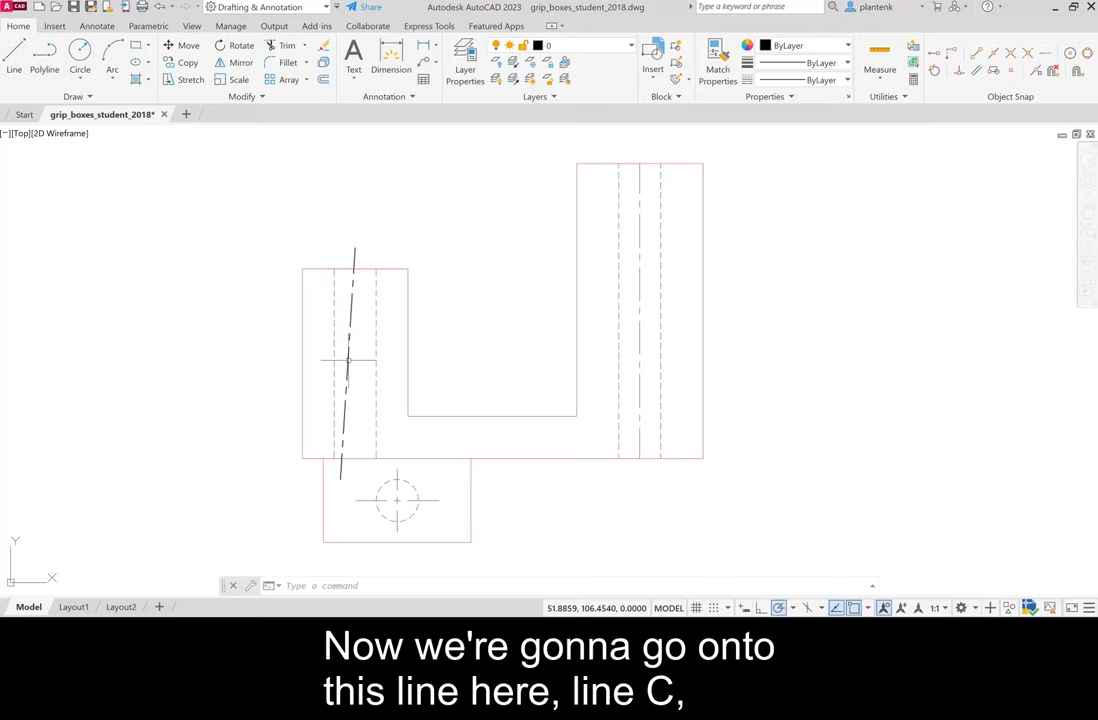 Drafting & Annotation
Share
Autodesk AutoCAD 2023 grip_boxes_student_2018.dwg
Type a keyword or phrase
plantenk
Home Insert Annotate Parametric View Manage Output Add-ins Collaborate Express Tools Featured Apps
Line Polyline Circle Arc
Move Rotate Trim
Copy Mirror Fillet
Stretch Scale Array
Text Dimension
Layer Properties
0
Insert
Match Properties
ByLayer
ByLayer
ByLayer
Measure
Draw Modify Annotation Layers Block Properties Utilities Object Snap
Start grip_boxes_student_2018*
[−][Top][2D Wireframe]
Y
X
Type a command
Model Layout1 Layout2
51.8859, 106.4540, 0.0000 MODEL 1:1
Now we're gonna go onto
this line here, line C,